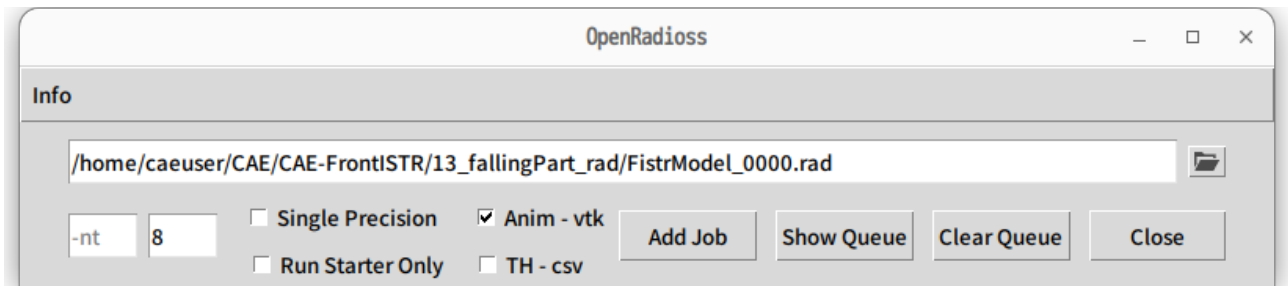 OpenRadioss
Info
/home/caeuser/CAE/CAE-FrontISTR/13_fallingPart_rad/FistrModel_0000.rad
-nt 8 Single Precision Anim - vtk Add Job Show Queue Clear Queue Close
Run Starter Only TH - csv